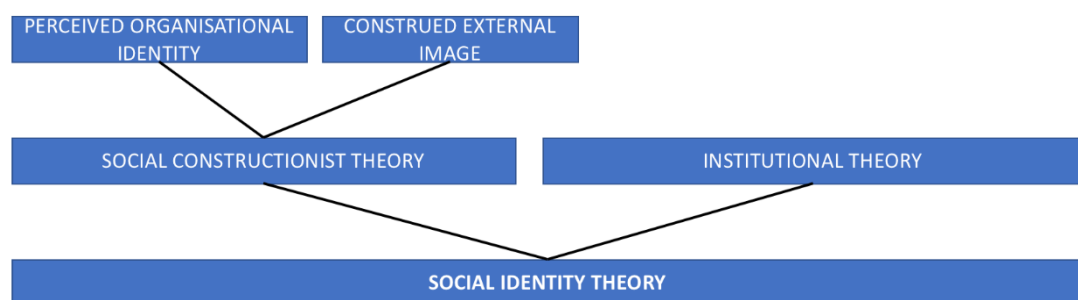 PERCEIVED ORGANISATIONAL
IDENTITY
CONSTRUED EXTERNAL
IMAGE
SOCIAL CONSTRUCTIONIST THEORY
INSTITUTIONAL THEORY
SOCIAL IDENTITY THEORY